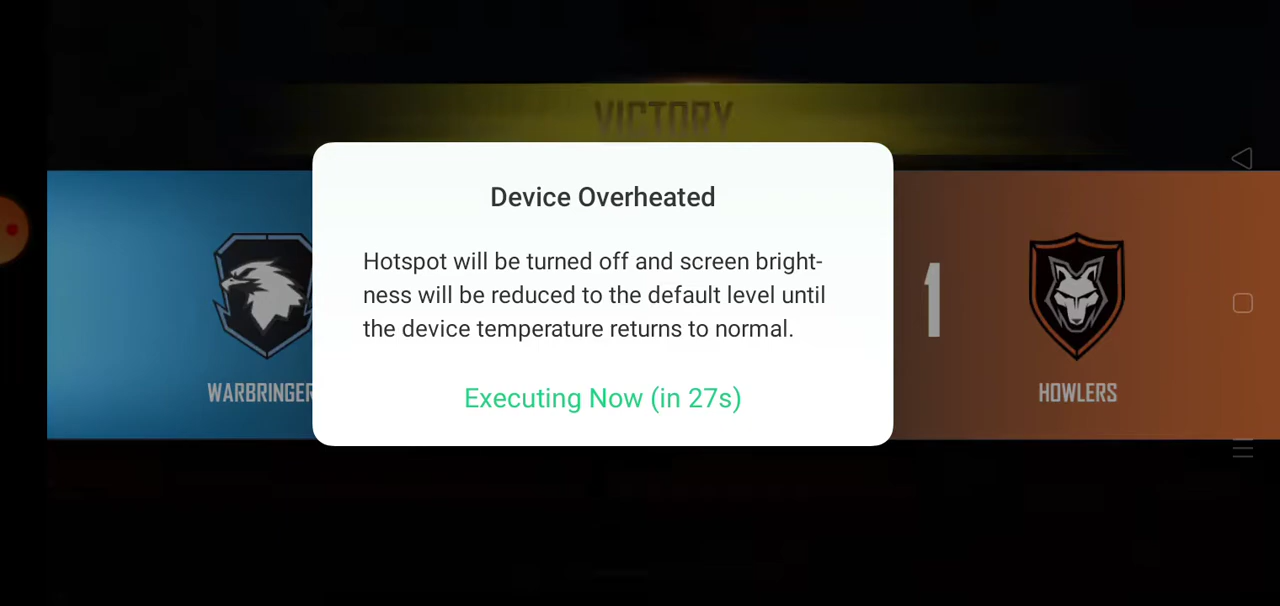 VICTORY
Device Overheated
Hotspot will be turned off and screen bright-
ness will be reduced to the default level until
the device temperature returns to normal.
Executing Now (in 27s)
WARBRINGER
1
HOWLERS